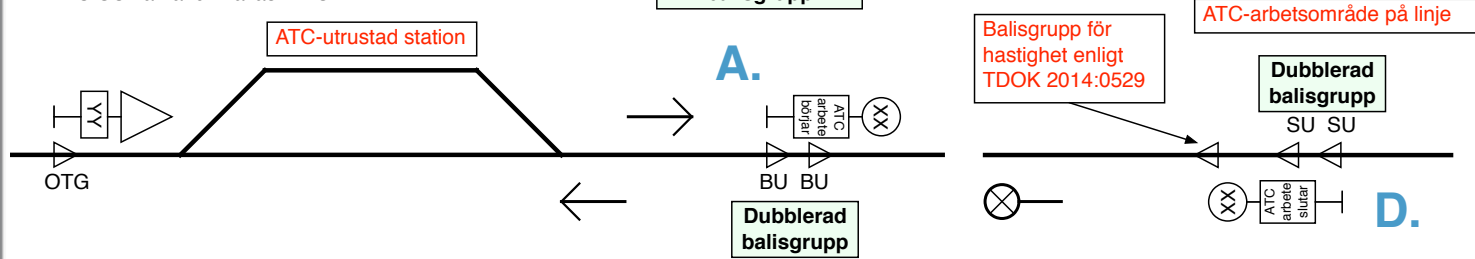 ATC-utrustad station
A.
YY
ATC
arbete
börjar
XX
OTG
BU BU
Dubblerad
balisgrupp
Balisgrupp för
hastighet enligt
TDOK 2014:0529
ATC-arbetsområde på linje
Dubblerad
balisgrupp
SU SU
XX
ATC
arbete
slutar
D.